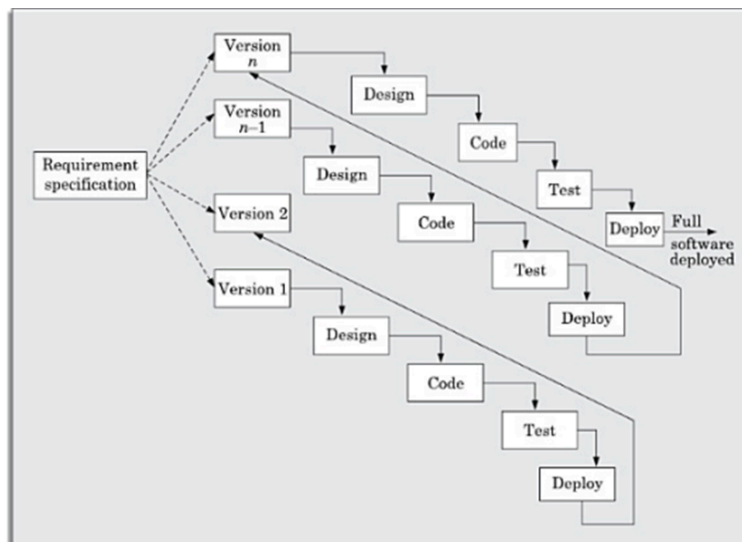 Version
n
Design
Code
Test
Deploy
Full
software
deployed
Version
n–1
Design
Code
Test
Deploy
Requirement
specification
Version 2
Version 1
Design
Code
Test
Deploy